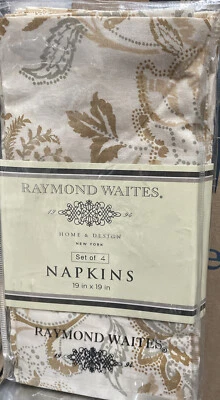 RAYMOND WAITES®
19 94
HOME & DESIGN
NEW YORK
Set of 4
NAPKINS
19 in x 19 in
RAYMOND WAITES®